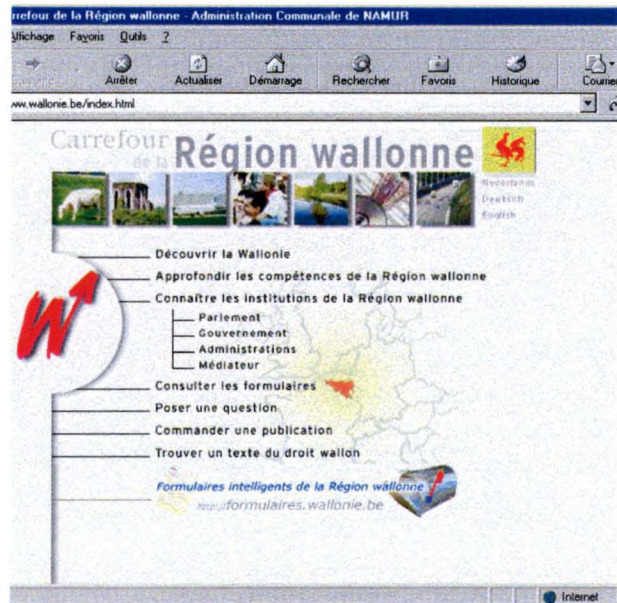 rrefour de la Région wallonne - Administration Communale de NAMUR
Affichage Favoris Outils ?
Arrêter Actualiser Démarrage Rechercher Favoris Historique Courrier
ww.wallonie.be/index.html
Carrefour
de la Région wallonne
Nederlands
Deutsch
English
Découvrir la Wallonie
Approfondir les compétences de la Région wallonne
W
Connaître les institutions de la Région wallonne
Parlement
Gouvernement
Administrations
Médiateur
Consulter les formulaires
Poser une question
Commander une publication
Trouver un texte du droit wallon
Formulaires intelligents de la Région wallonne
http://formulaires.wallonie.be
Internet